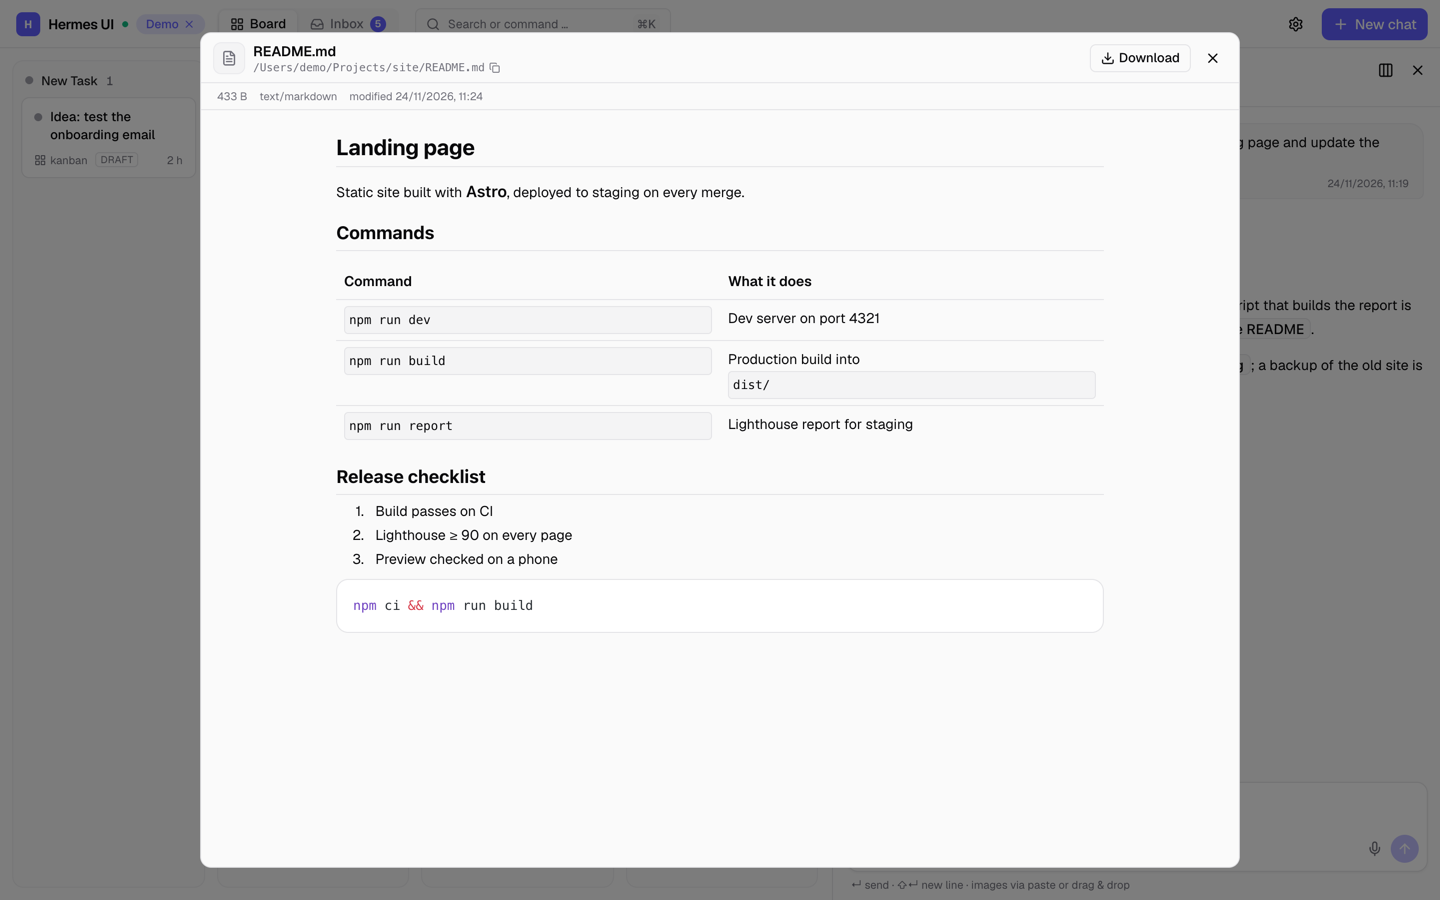 H Hermes UI Demo Board Inbox 5 Search or command ... ⌘K New chat
New Task 1
Idea: test the
onboarding email
kanban DRAFT 2 h
README.md
/Users/demo/Projects/site/README.md
Download
433 B text/markdown modified 24/11/2026, 11:24
Landing page
Static site built with Astro, deployed to staging on every merge.
Commands
Command What it does
npm run dev Dev server on port 4321
npm run build Production build into
dist/
npm run report Lighthouse report for staging
Release checklist
1. Build passes on CI
2. Lighthouse ≥ 90 on every page
3. Preview checked on a phone
npm ci && npm run build
page and update the
24/11/2026, 11:19
that builds the report is
README .
; a backup of the old site is
↵ send · ⇧↵ new line · images via paste or drag & drop